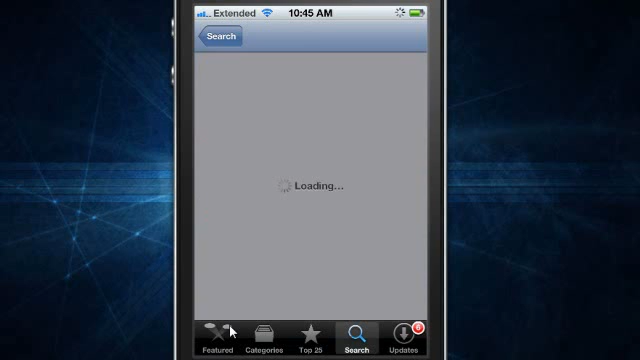 Extended 10:45 AM
Search
Loading...
6
Featured Categories Top 25 Search Updates